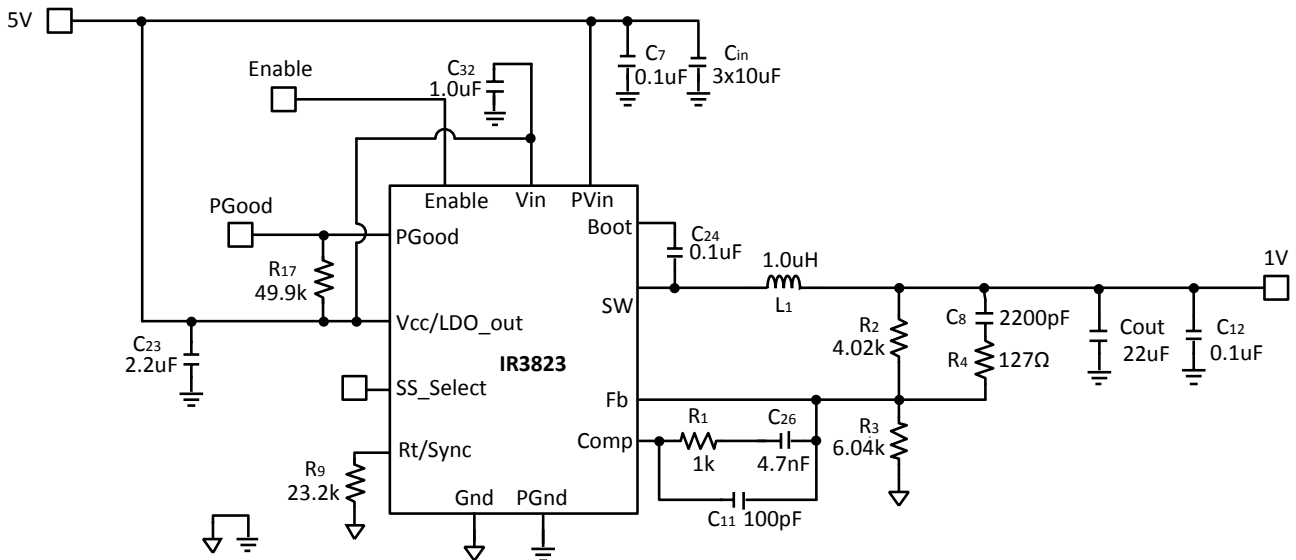 5V
Enable
C32
1.0uF
C7
0.1uF
Cin
3x10uF
PGood
Enable
Vin
PVin
PGood
Boot
C24
0.1uF
1.0uH
1V
R17
49.9k
SW
L1
Vcc/LDO_out
C23
2.2uF
IR3823
R2
4.02k
C8
2200pF
R4
127Ω
Cout
22uF
C12
0.1uF
SS_Select
Fb
R1
C26
R3
6.04k
Comp
1k
4.7nF
Rt/Sync
R9
23.2k
Gnd
PGnd
C11
100pF